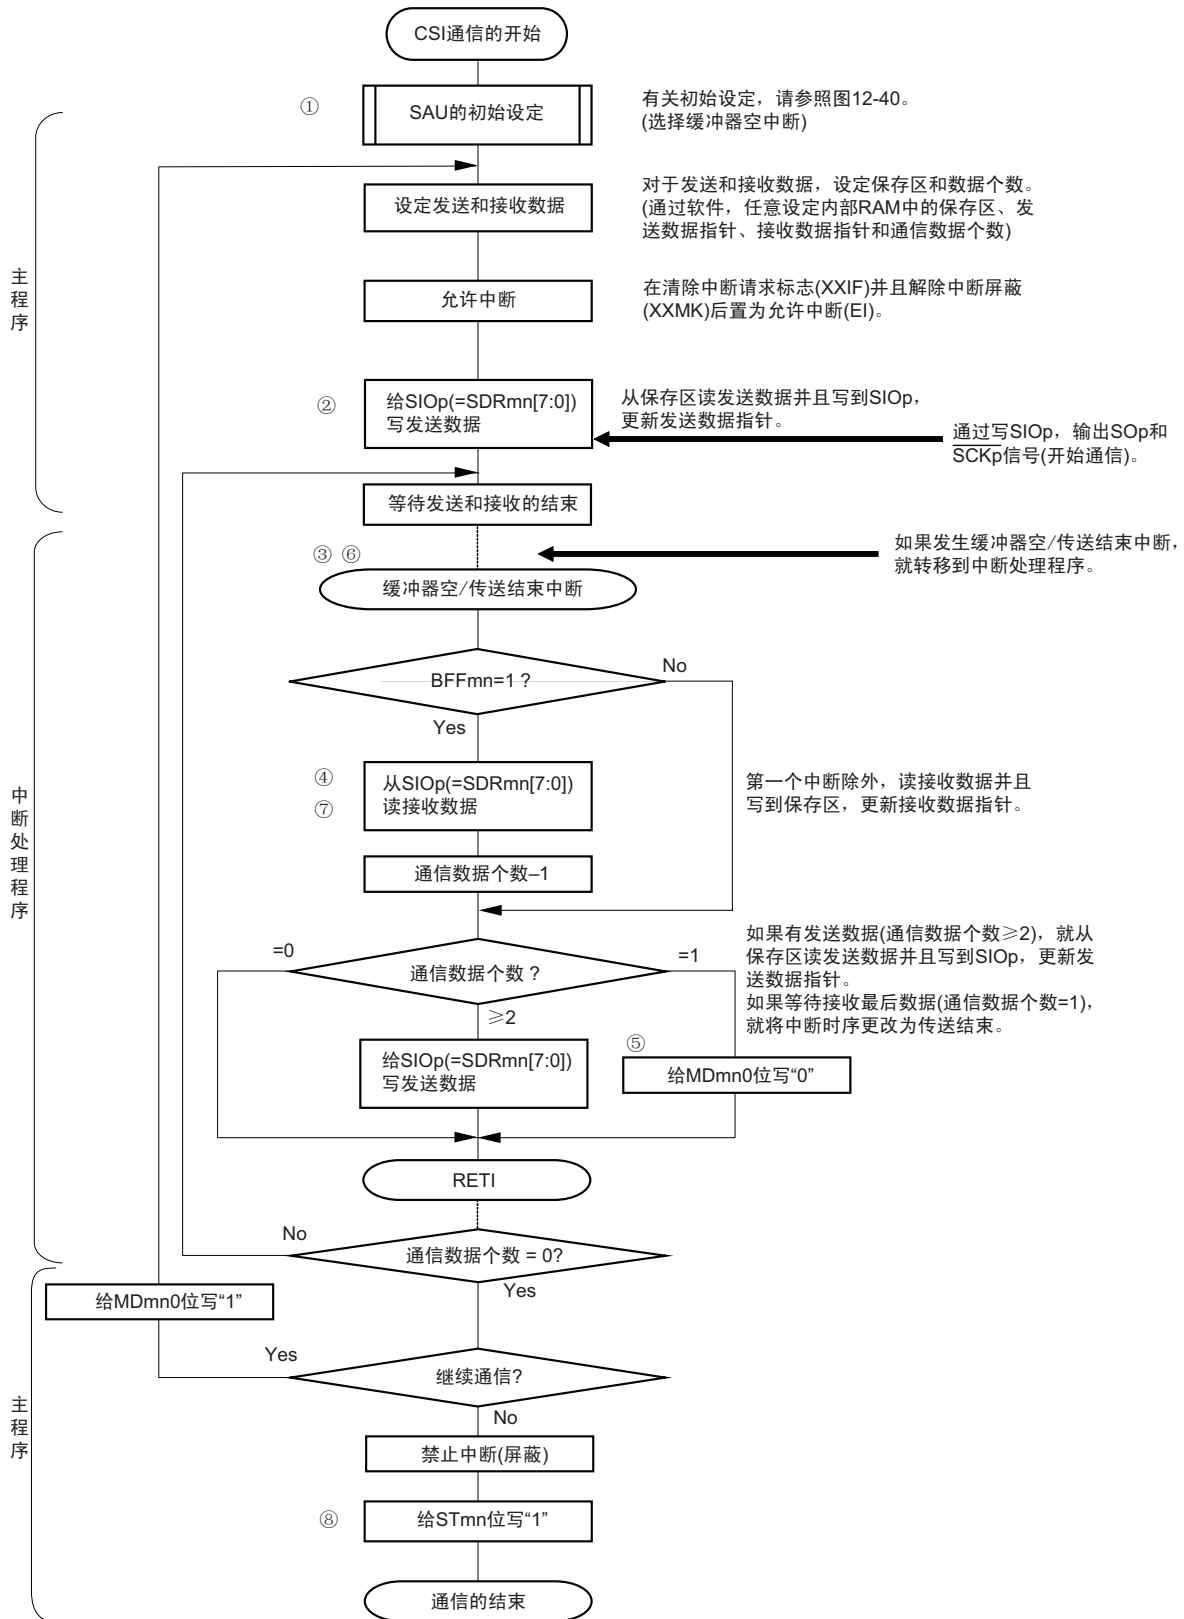 CSI通信的开始
①
SAU的初始设定
有关初始设定，请参照图12-40。
(选择缓冲器空中断)
设定发送和接收数据
对于发送和接收数据，设定保存区和数据个数。
(通过软件，任意设定内部RAM中的保存区、发
送数据指针、接收数据指针和通信数据个数)
主程序
允许中断
在清除中断请求标志(XXIF)并且解除中断屏蔽
(XXMK)后置为允许中断(EI)。
②
给SIOp(=SDRmn[7:0])
写发送数据
从保存区读发送数据并且写到SIOp，
更新发送数据指针。
通过写SIOp，输出SOp和
SCKp信号(开始通信)。
等待发送和接收的结束
③ ⑥
如果发生缓冲器空/传送结束中断，
就转移到中断处理程序。
缓冲器空/传送结束中断
BFFmn=1 ?
No
Yes
④
⑦
从SIOp(=SDRmn[7:0])
读接收数据
第一个中断除外，读接收数据并且
写到保存区，更新接收数据指针。
中断处理程序
通信数据个数–1
=0
通信数据个数 ?
=1
≥2
如果有发送数据(通信数据个数≥2)，就从
保存区读发送数据并且写到SIOp，更新发
送数据指针。
如果等待接收最后数据(通信数据个数=1)，
就将中断时序更改为传送结束。
给SIOp(=SDRmn[7:0])
写发送数据
⑤
给MDmn0位写“0”
RETI
No
通信数据个数 = 0?
Yes
给MDmn0位写“1”
Yes
继续通信?
No
主程序
禁止中断(屏蔽)
⑧
给STmn位写“1”
通信的结束